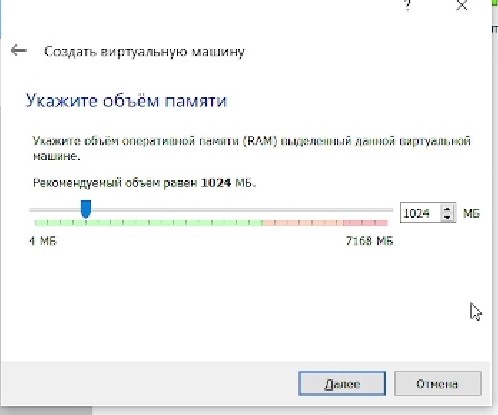 ?
Создать виртуальную машину
Укажите объём памяти
Укажите объём оперативной памяти (RAM) выделенный данной виртуальной
машине.
Рекомендуемый объём равен 1024 МБ.
1024 МБ
4 МБ 7168 МБ
Далее Отмена